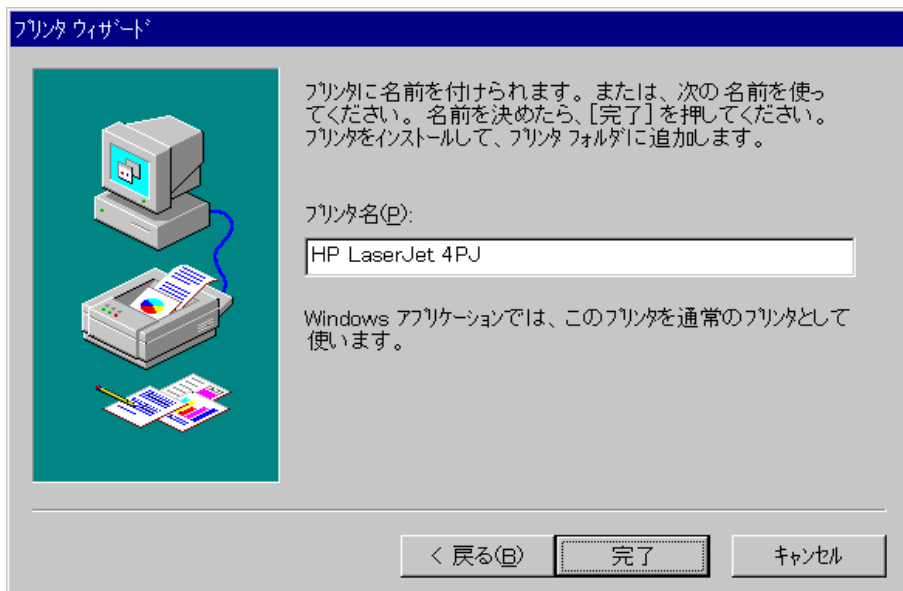 ﾌﾟﾘﾝﾀ ｳｨｻﾞｰﾄﾞ
ﾌﾟﾘﾝﾀに名前を付けられます。または、次の名前を使っ
てください。名前を決めたら、[完了] を押してください。
ﾌﾟﾘﾝﾀをｲﾝｽﾄｰﾙして、ﾌﾟﾘﾝﾀ ﾌｫﾙﾀﾞに追加します。
ﾌﾟﾘﾝﾀ名(P):
HP LaserJet 4PJ
Windows ｱﾌﾟﾘｹｰｼｮﾝでは、このﾌﾟﾘﾝﾀを通常のﾌﾟﾘﾝﾀとして
使います。
< 戻る(B)
完了
ｷｬﾝｾﾙ